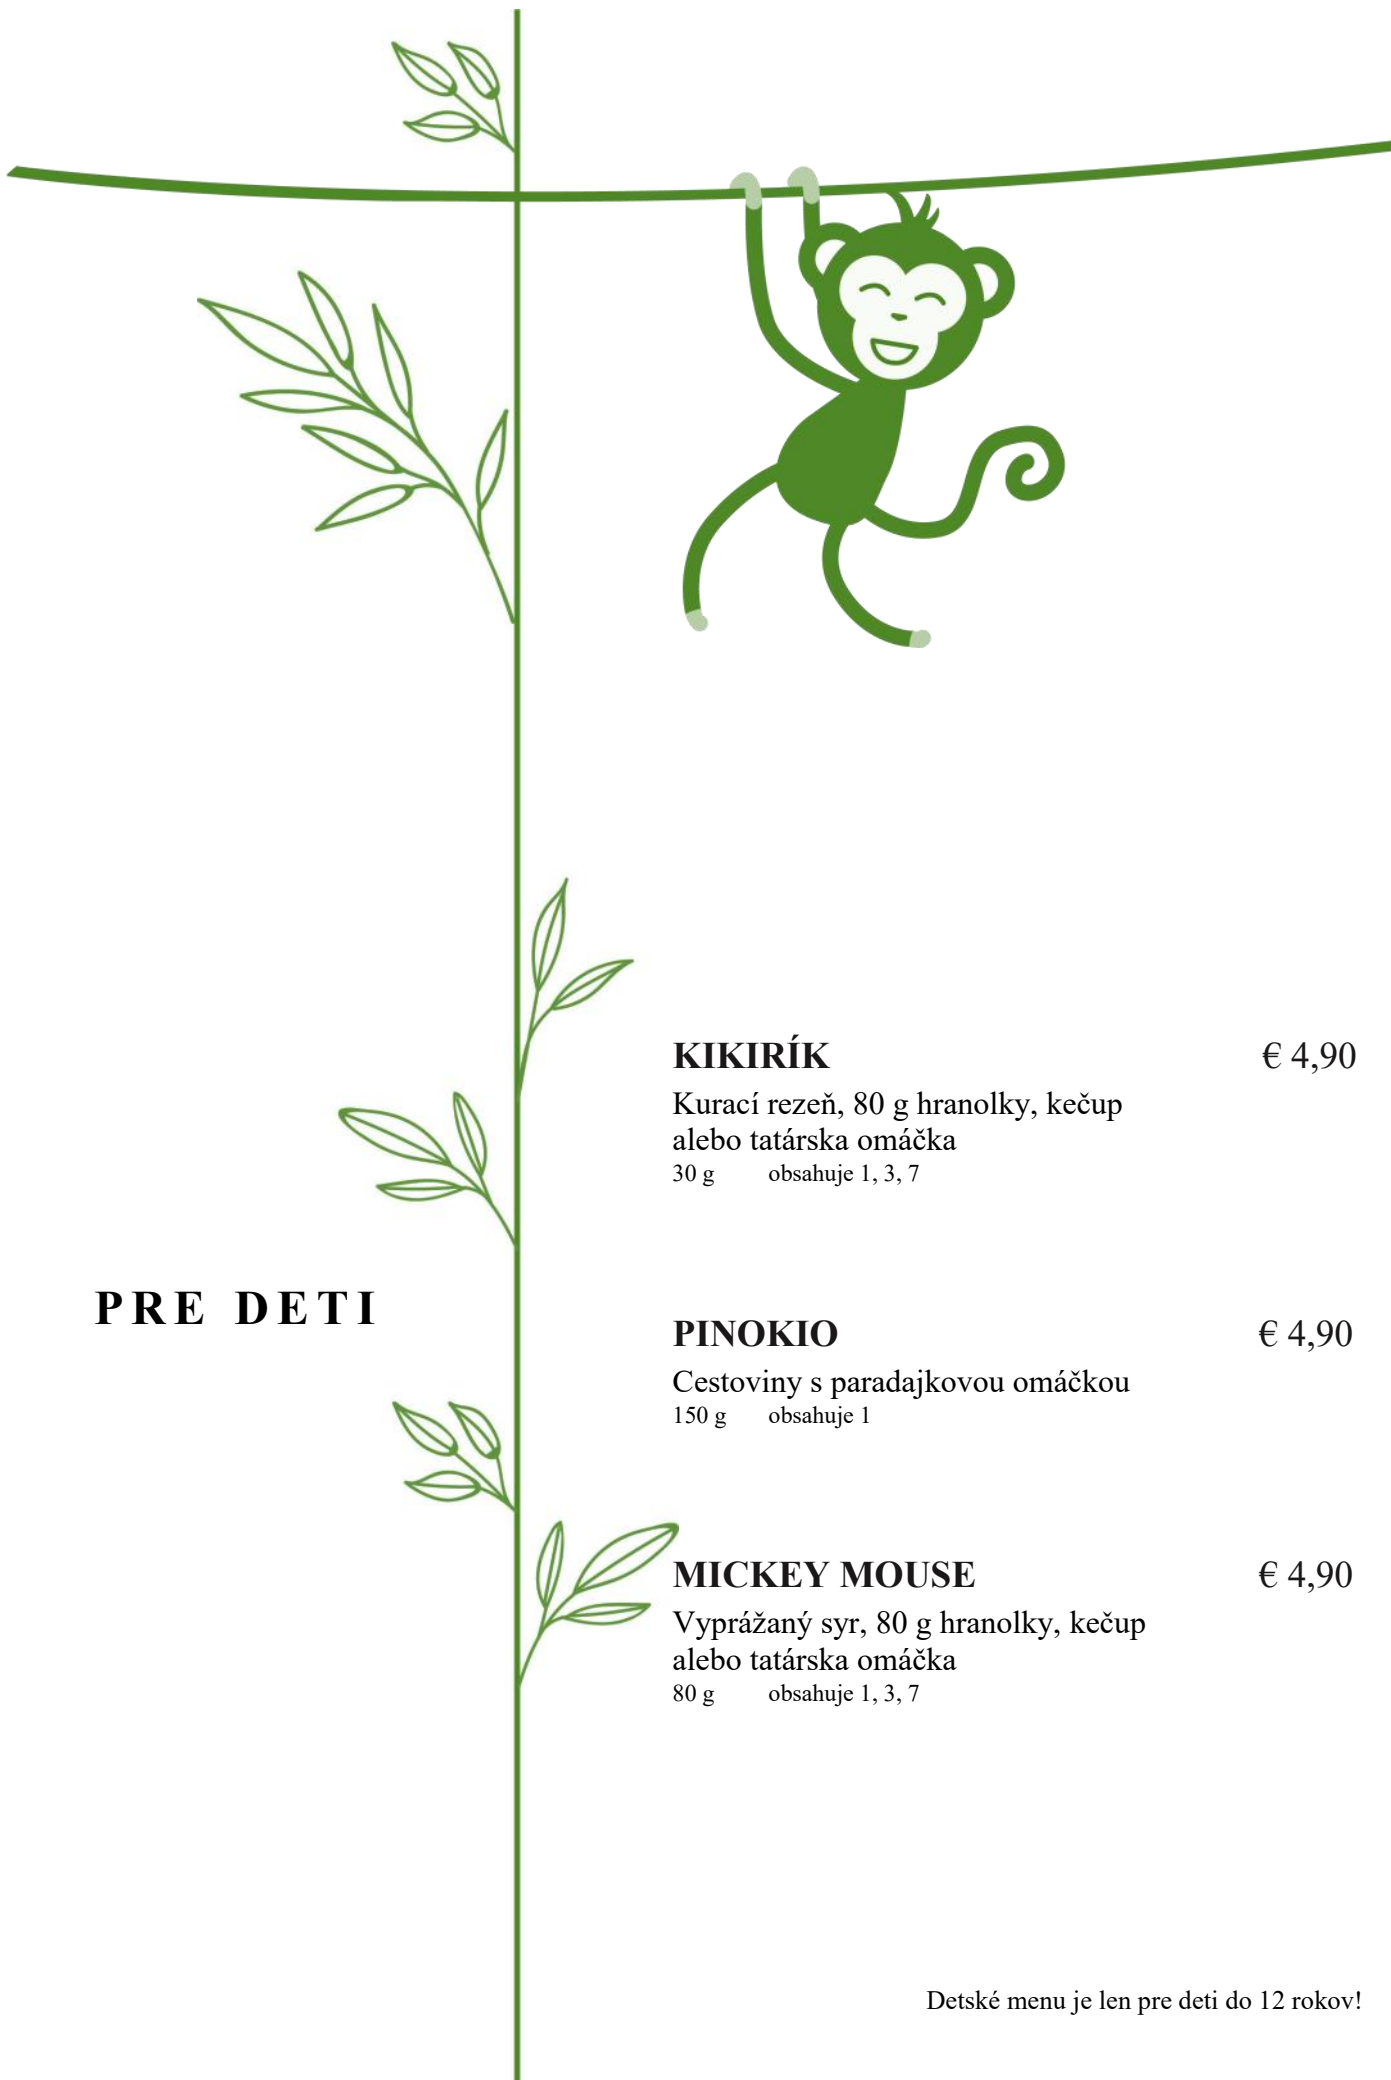 PRE DETI
KIKIRÍK € 4,90
Kurací rezeň, 80 g hranolky, kečup
alebo tatárska omáčka
30 g obsahuje 1, 3, 7
PINOKIO € 4,90
Cestoviny s paradajkovou omáčkou
150 g obsahuje 1
MICKEY MOUSE € 4,90
Vyprážaný syr, 80 g hranolky, kečup
alebo tatárska omáčka
80 g obsahuje 1, 3, 7
Detské menu je len pre deti do 12 rokov!